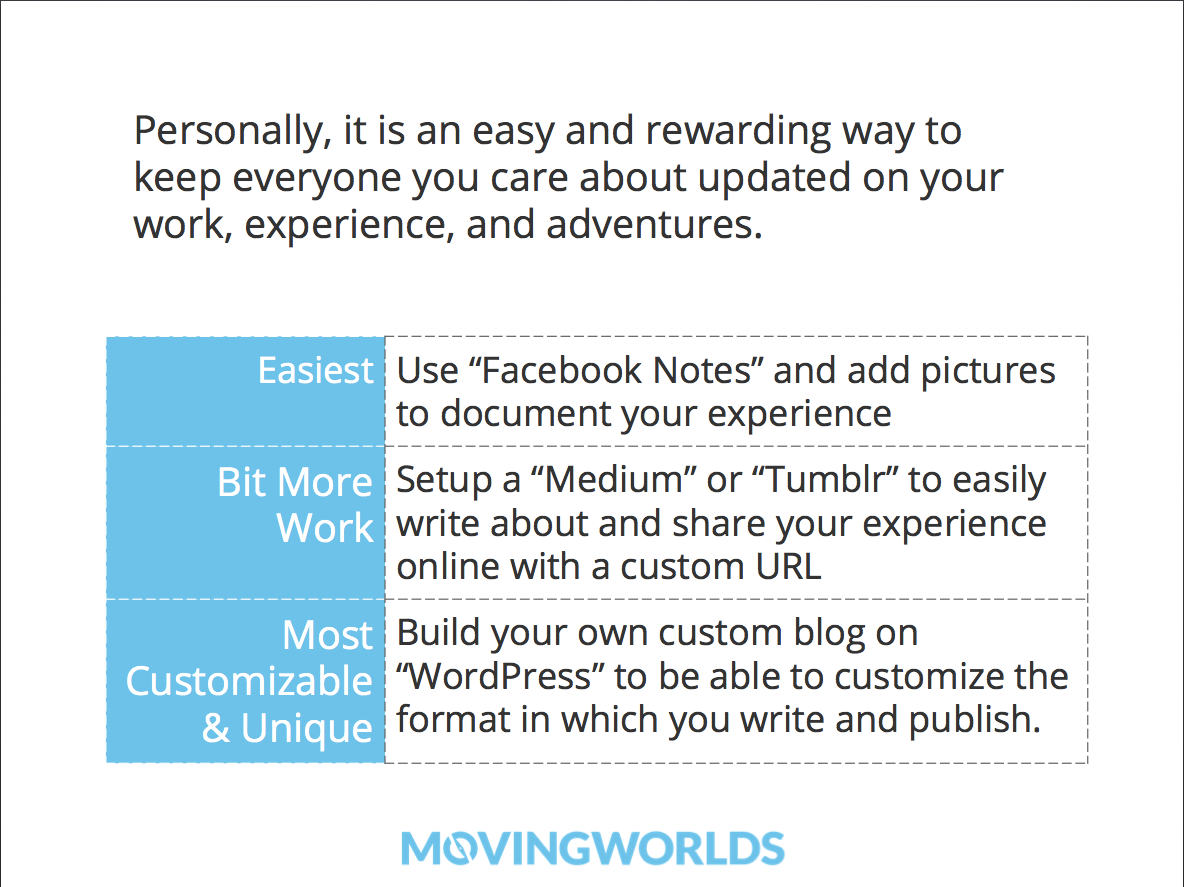 Personally, it is an easy and rewarding way to
keep everyone you care about updated on your
work, experience, and adventures.
Easiest
Use “Facebook Notes” and add pictures
to document your experience
Bit More
Work
Setup a “Medium” or “Tumblr” to easily
write about and share your experience
online with a custom URL
Most
Customizable
& Unique
Build your own custom blog on
“WordPress” to be able to customize the
format in which you write and publish.
MOVINGWORLDS